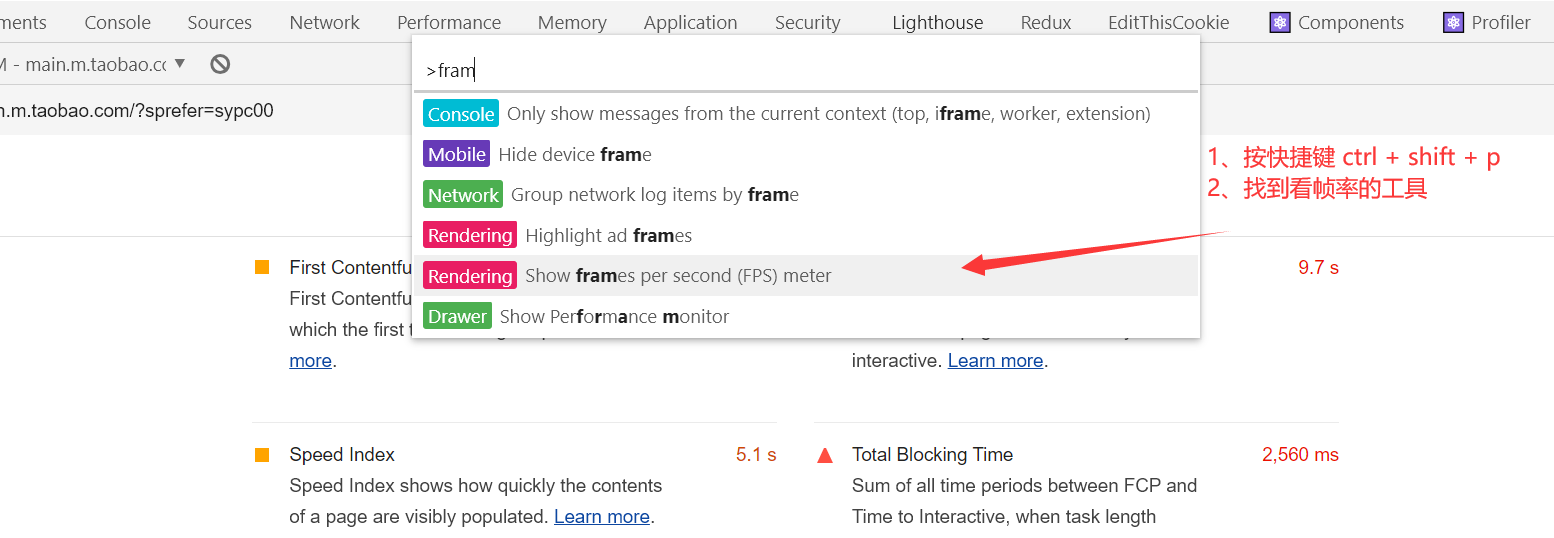 ments Console Sources Network Performance Memory Application Security Lighthouse Redux EditThisCookie Components Profiler
- main.m.taobao.cc
.m.taobao.com/?sprefer=sypc00
>fram
Console Only show messages from the current context (top, iframe, worker, extension)
Mobile Hide device frame
Network Group network log items by frame
Rendering Highlight ad frames
Rendering Show frames per second (FPS) meter
Drawer Show Performance monitor
1、按快捷键 ctrl + shift + p
2、找到看帧率的工具
First Contentfu
First Contentfu
which the first
more.
9.7 s
interactive. Learn more.
Speed Index 5.1 s
Speed Index shows how quickly the contents
of a page are visibly populated. Learn more.
Total Blocking Time 2,560 ms
Sum of all time periods between FCP and
Time to Interactive, when task length